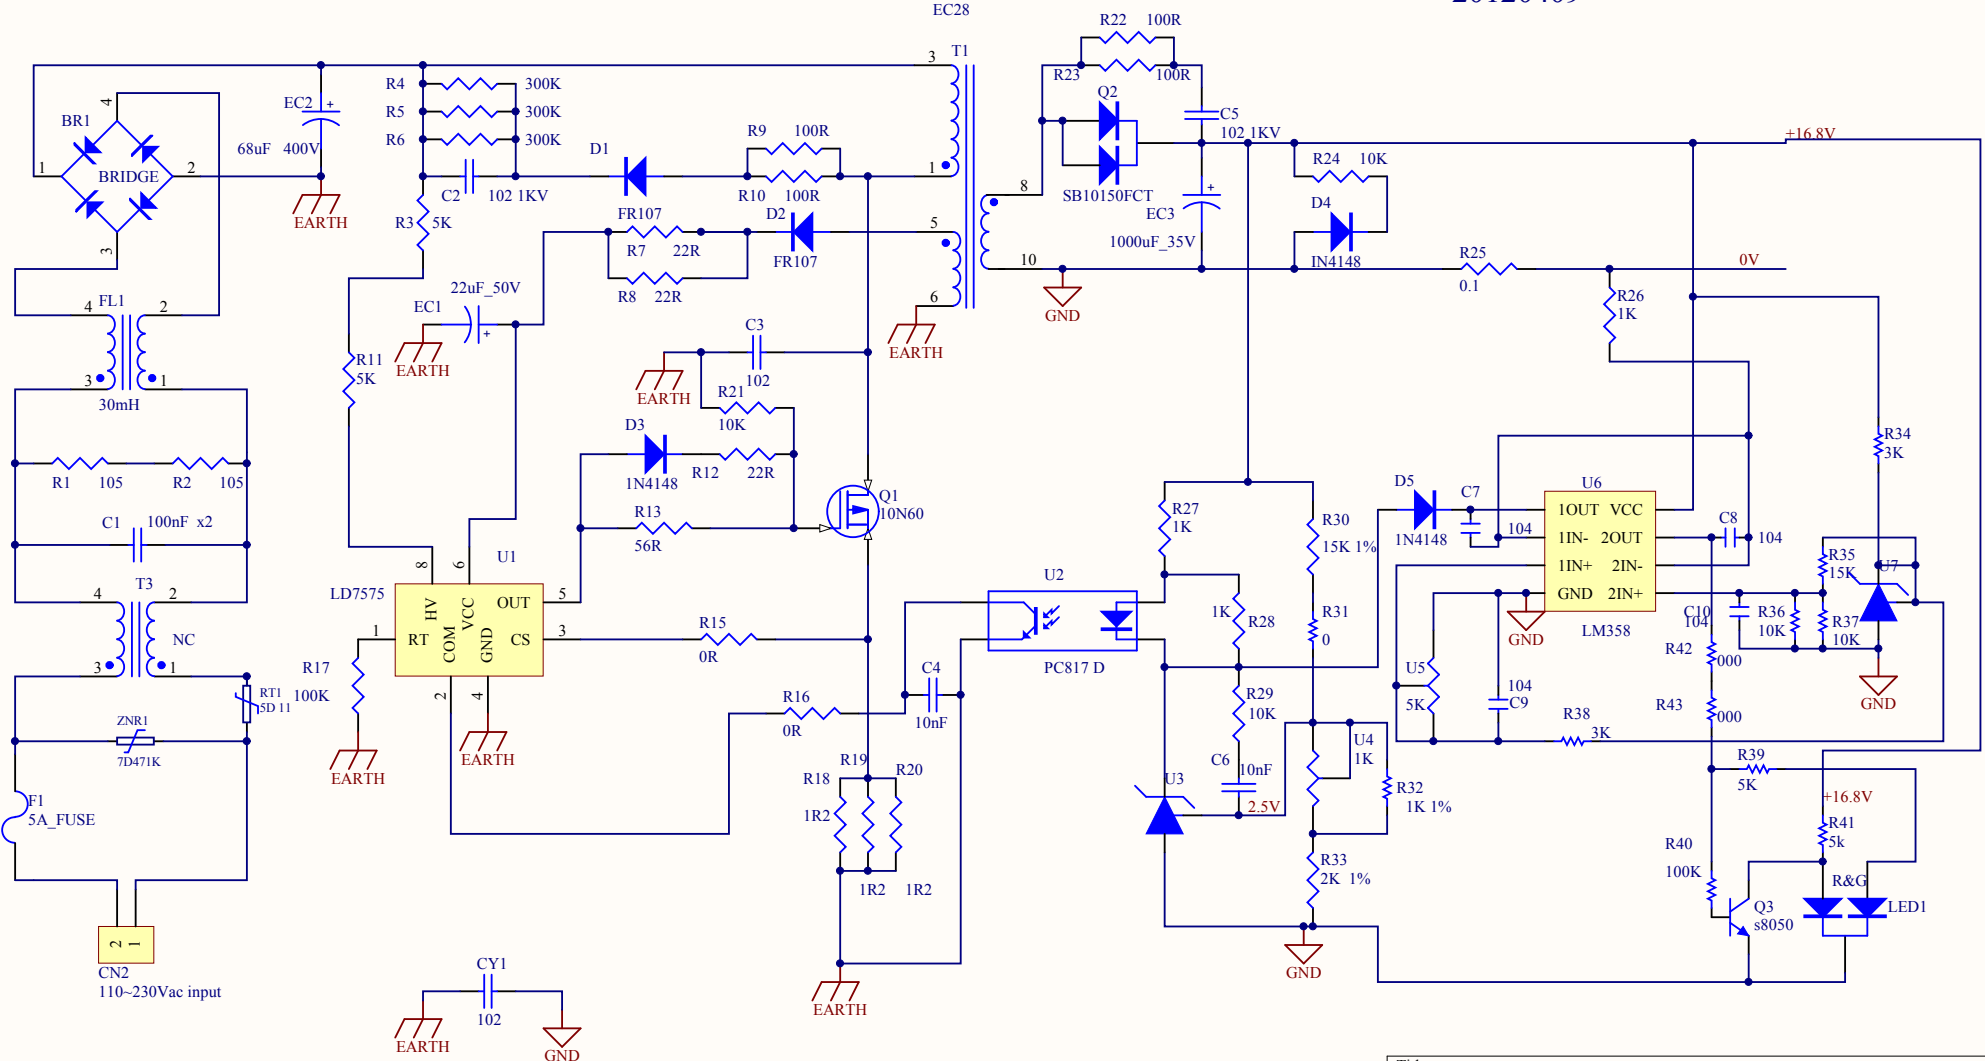 EC28
R22 100R
T1
3
R4 300K
R23 100R
EC2
+
Q2
4
R5 300K
C5
BR1
102 1KV
+16.8V
68uF 400V
R6 300K
D1
R9 100R
R24 10K
1
BRIDGE
2
1
C2 102 1KV
R10 100R
8
SB10150FCT
EARTH
R3 5K
FR107
D2
5
+
EC3
D4
R7 22R
FR107
1000uF_35V
3
10
IN4148
R25
0.1
0V
FL1
4
2
22uF_50V
R8 22R
6
R26
1K
EC1
+
GND
C3
EARTH
EARTH
R11
5K
3
1
EARTH
102
30mH
R21
10K
D3
R34
3K
R1 105 R2 105
1N4148
R12 22R
D5
C7
U6
Q1
10N60
C1 100nF x2
R13
56R
R27
1K
R30
15K 1%
1N4148
104
1OUT VCC
C8
104
1IN- 2OUT
U1
8
6
R35
15K
U7
T3
4
2
LD7575
HV
VCC
OUT
5
U2
1IN+ 2IN-
GND 2IN+
1K
R28
R31
0
C10
104
R36
10K
R37
10K
NC
1
RT
COM
GND
CS
3
R15
0R
GND
LM358
3
1
R17
100K
PC817 D
R42 000
RT1
5D 11
C4
10nF
U5
5K
104
C9
2
4
R16
0R
R29
10K
R43 000
GND
ZNR1
7D471K
R38
3K
EARTH
EARTH
C6 10nF
U4
1K
R39
5K
R18
R19
R20
U3
R32
1K 1%
+16.8V
F1
5A_FUSE
1R2
2.5V
R41
5k
R40
100K
1R2
1R2
R33
2K 1%
R&G
LED1
Q3
s8050
2
1
CN2
110~230Vac input
CY1
GND
102
EARTH
EARTH
GND